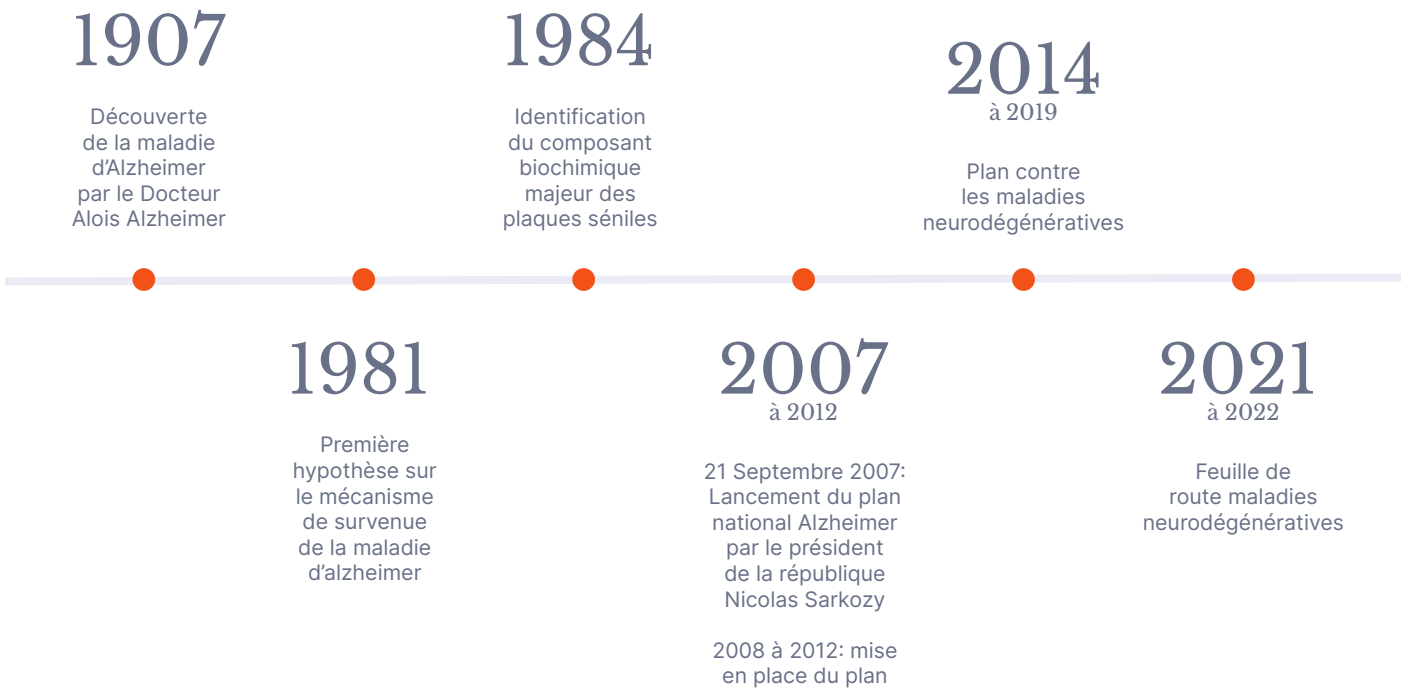 1907
Découverte
de la maladie
d’Alzheimer
par le Docteur
Alois Alzheimer
1981
Première
hypothèse sur
le mécanisme
de survenue
de la maladie
d’alzheimer
1984
Identification
du composant
biochimique
majeur des
plaques séniles
2007
à 2012
21 Septembre 2007:
Lancement du plan
national Alzheimer
par le président
de la république
Nicolas Sarkozy
2008 à 2012: mise
en place du plan
2014
à 2019
Plan contre
les maladies
neurodégénératives
2021
à 2022
Feuille de
route maladies
neurodégénératives